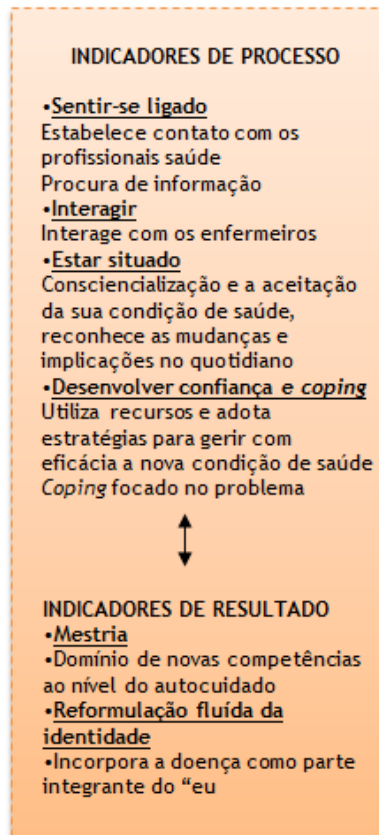 INDICADORES DE PROCESSO
•Sentir-se ligado
Estabelece contato com os
profissionais saúde
Procura de informação
•Interagir
Interage com os enfermeiros
•Estar situado
Consciencialização e a aceitação
da sua condição de saúde,
reconhece as mudanças e
implicações no quotidiano
•Desenvolver confiança e coping
Utiliza recursos e adota
estratégias para gerir com
eficácia a nova condição de saúde
Coping focado no problema
INDICADORES DE RESULTADO
•Mestria
•Domínio de novas competências
ao nível do autocuidado
•Reformulação fluída da
identidade
•Incorpora a doença como parte
integrante do “eu